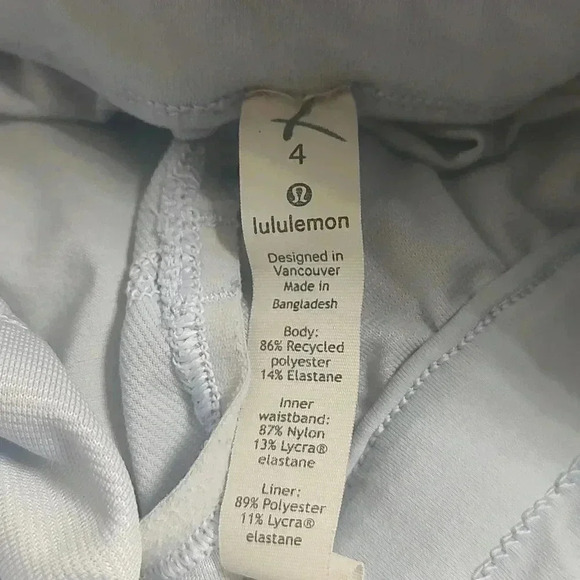 4
lululemon
Designed in
Vancouver
Made in
Bangladesh
Body:
86% Recycled
polyester
14% Elastane
Inner
waistband:
87% Nylon
13% Lycra®
elastane
Liner:
89% Polyester
11% Lycra®
elastane